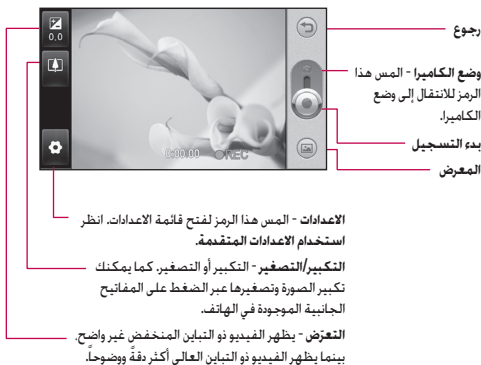 0.0
0:00:00 REC
رجوع
وضع الكاميرا - المس هذا
الرمز للانتقال إلى وضع
الكاميرا.
بدء التسجيل
المعرض
الاعدادات - المس هذا الرمز لفتح قائمة الاعدادات. انظر
استخدام الاعدادات المتقدمة.
التكبير/التصغير - التكبير أو التصغير. كما يمكنك
تكبير الصورة وتصغيرها عبر الضغط على المفاتيح
الجانبية الموجودة في الهاتف.
التعرّض - يظهر الفيديو ذو التباين المنخفض غير واضح.
بينما يظهر الفيديو ذو التباين العالي أكثر دقةً ووضوحاً.